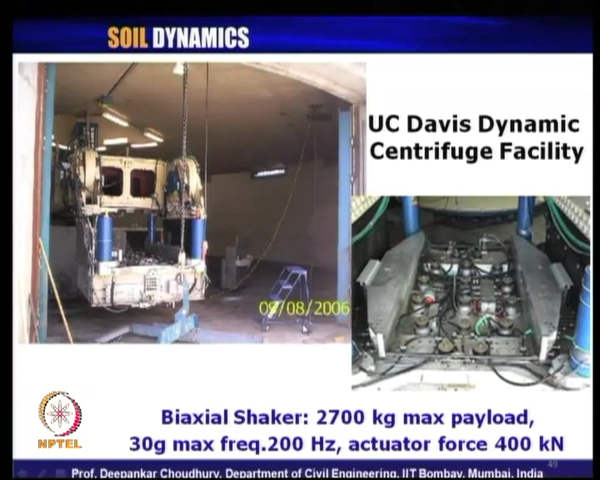 SOIL DYNAMICS
UC Davis Dynamic
Centrifuge Facility
09/08/2006
Biaxial Shaker: 2700 kg max payload,
30g max freq.200 Hz, actuator force 400 kN
NPTEL
49
Prof. Deepankar Choudhury, Department of Civil Engineering, IIT Bombay, Mumbai, India